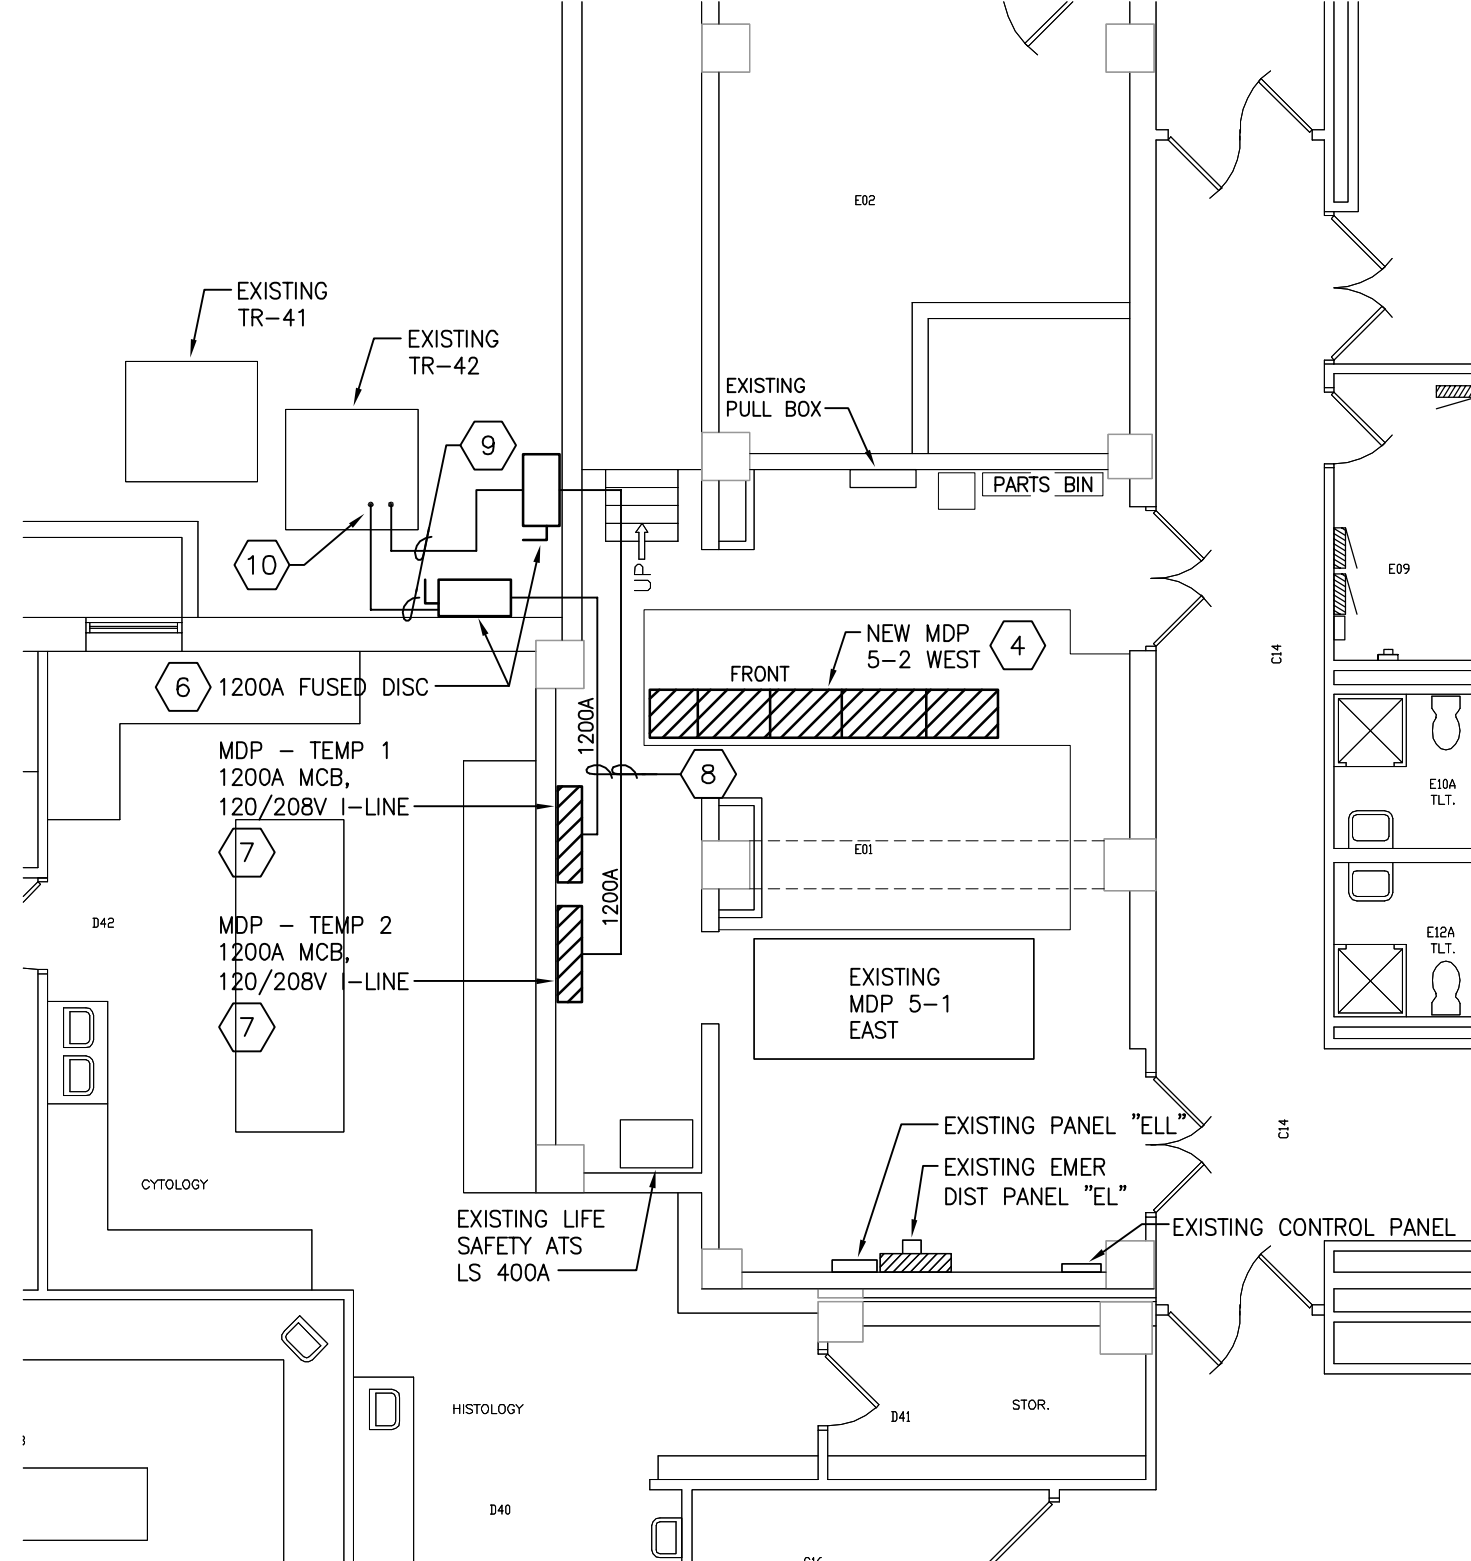 E02
EXISTING
TR-41
EXISTING
TR-42
EXISTING
PULL BOX
9
PARTS BIN
10
UP
E09
NEW MDP
5-2 WEST
4
C14
FRONT
6
1200A FUSED DISC
1200A
MDP - TEMP 1
1200A MCB,
120/208V I-LINE
8
E10A
TLT.
7
E01
1200A
D42
MDP - TEMP 2
1200A MCB,
120/208V I-LINE
E12A
TLT.
7
EXISTING
MDP 5-1
EAST
EXISTING PANEL "ELL"
C14
EXISTING EMER
DIST PANEL "EL"
CYTOLOGY
EXISTING LIFE
SAFETY ATS
LS 400A
EXISTING CONTROL PANEL
HISTOLOGY
D41
STOR.
D40